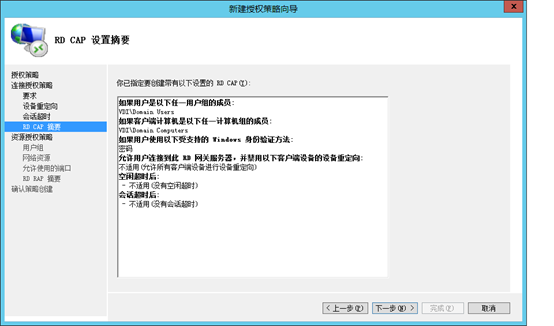 新建授权策略向导
RD CAP 设置摘要
授权策略
连接授权策略
要求
设备重定向
会话超时
RD CAP 摘要
资源授权策略
用户组
网络资源
允许使用的端口
RD RAP 摘要
确认策略创建
你已指定要创建带有以下设置的 RD CAP(Y):
如果用户是以下任一用户组的成员:
VDI\Domain Users
如果客户端计算机是以下任一计算机组的成员:
VDI\Domain Computers
如果用户使用以下受支持的 Windows 身份验证方法:
密码
允许用户连接到此 RD 网关服务器，并禁用以下客户端设备的设备重定向:
不适用(允许所有客户端设备进行设备重定向)
空闲超时后:
- 不适用(没有空闲超时)
会话超时后:
- 不适用(没有会话超时)
< 上一步(P)
下一步(N) >
完成(F)
取消